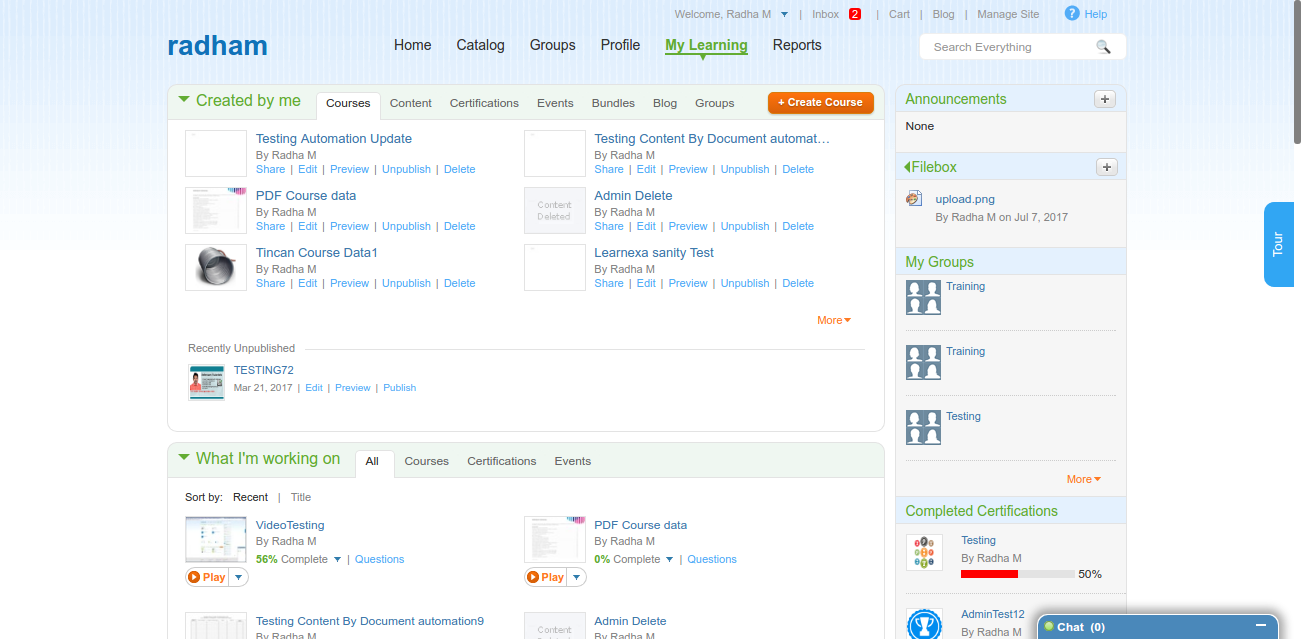 Welcome, Radha M | Inbox 2 | Cart | Blog | Manage Site ? Help
radham
Home Catalog Groups Profile My Learning Reports
Search Everything
Created by me
Courses Content Certifications Events Bundles Blog Groups
+ Create Course
Testing Automation Update
By Radha M
Share | Edit | Preview | Unpublish | Delete
Testing Content By Document automat…
By Radha M
Share | Edit | Preview | Unpublish | Delete
PDF Course data
By Radha M
Share | Edit | Preview | Unpublish | Delete
Content
Deleted
Admin Delete
By Radha M
Share | Edit | Preview | Unpublish | Delete
Tincan Course Data1
By Radha M
Share | Edit | Preview | Unpublish | Delete
Learnexa sanity Test
By Radha M
Share | Edit | Preview | Unpublish | Delete
More
Recently Unpublished
TESTING72
Mar 21, 2017 | Edit | Preview | Publish
What I'm working on
All Courses Certifications Events
Sort by: Recent | Title
VideoTesting
By Radha M
56% Complete | Questions
Play
PDF Course data
By Radha M
0% Complete | Questions
Play
Testing Content By Document automation9
By Radha M
Content
Admin Delete
By Radha M
Announcements +
None
Filebox +
upload.png
By Radha M on Jul 7, 2017
My Groups
Training
Training
Testing
More
Completed Certifications
Testing
By Radha M
50%
AdminTest12
By Radha M
Tour
Chat (0)